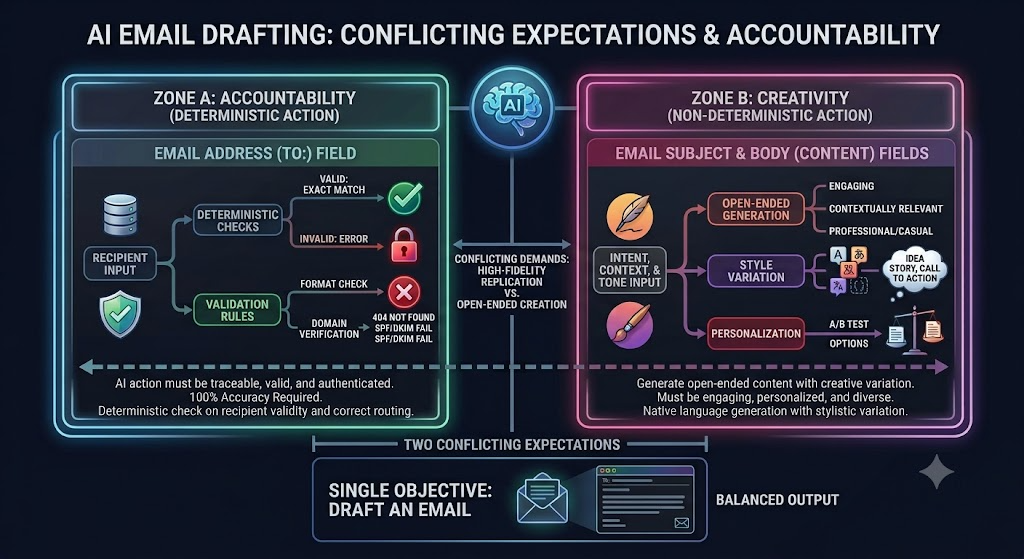 AI EMAIL DRAFTING: CONFLICTING EXPECTATIONS & ACCOUNTABILITY
ZONE A: ACCOUNTABILITY
(DETERMINISTIC ACTION)
EMAIL ADDRESS (TO:) FIELD
RECIPIENT
INPUT
DETERMINISTIC
CHECKS
VALID:
EXACT MATCH
INVALID: ERROR
VALIDATION
RULES
FORMAT CHECK
DOMAIN
VERIFICATION
404 NOT FOUND
SPF/DKIM FAIL
SPF/DKIM FAIL
AI action must be traceable, valid, and authenticated.
100% Accuracy Required.
Deterministic check on recipient validity and correct routing.
AI
CONFLICTING DEMANDS:
HIGH-FIDELITY
REPLICATION
VS.
OPEN-ENDED CREATION
ZONE B: CREATIVITY
(NON-DETERMINISTIC ACTION)
EMAIL SUBJECT & BODY (CONTENT) FIELDS
INTENT,
CONTEXT, &
TONE INPUT
OPEN-ENDED
GENERATION
ENGAGING
CONTEXTUALLY RELEVANT
PROFESSIONAL/CASUAL
STYLE
VARIATION
A
IDEA
STORY, CALL
TO ACTION
PERSONALIZATION
A/B TEST
OPTIONS
Generate open-ended content with creative variation.
Must be engaging, personalized, and diverse.
Native language generation with stylistic variation.
TWO CONFLICTING EXPECTATIONS
SINGLE OBJECTIVE:
DRAFT AN EMAIL
To:
BALANCED OUTPUT